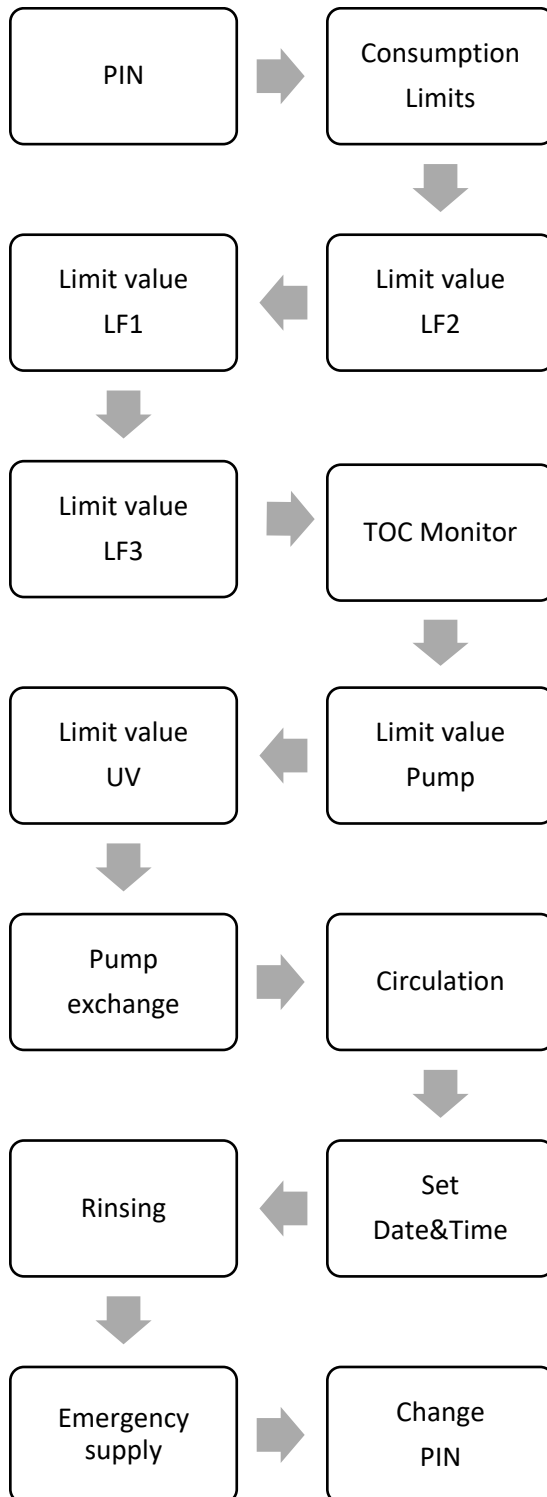 PIN
Consumption
Limits
Limit value
LF1
Limit value
LF2
Limit value
LF3
TOC Monitor
Limit value
UV
Limit value
Pump
Pump
exchange
Circulation
Rinsing
Set
Date&Time
Emergency
supply
Change
PIN